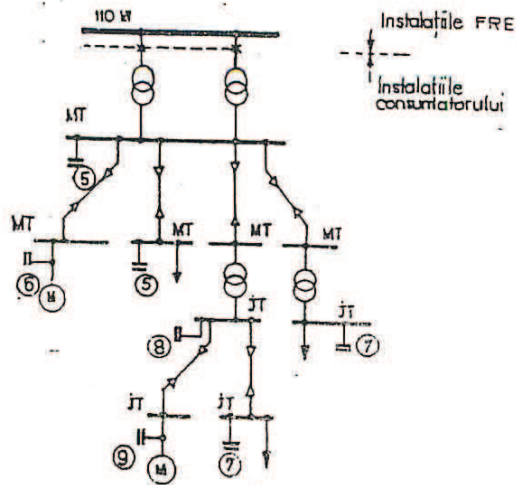 110 kV
Instalațiile FRE
Instalațiile
consumatorului
MT
5
MT
MT
MT
MT
6
M
5
jT
8
jT
7
jT
jT
9
M
7